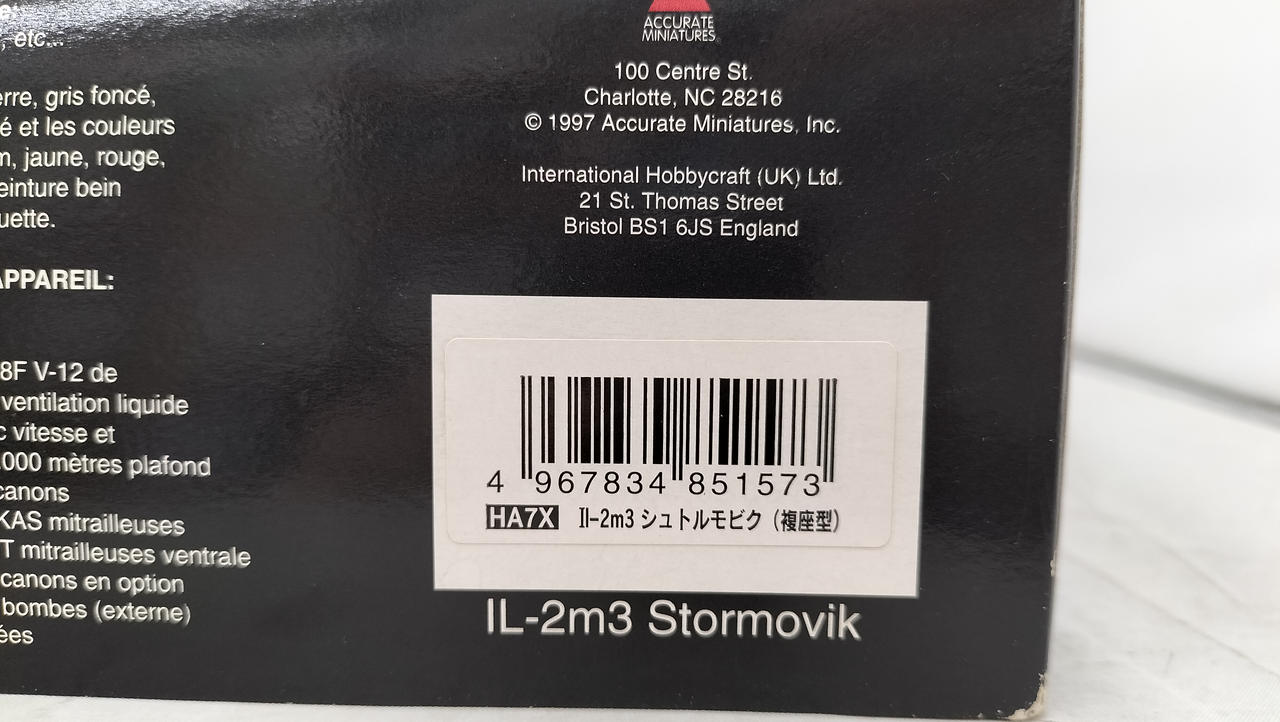 , etc...
erre, gris foncé,
é et les couleurs
n, jaune, rouge,
einture bein
uette.
APPAREIL:
8F V-12 de
ventilation liquide
c vitesse et
.000 mètres plafond
canons
KAS mitrailleuses
T mitrailleuses ventrale
canons en option
bombes (externe)
ées
ACCURATE
MINIATURES
100 Centre St.
Charlotte, NC 28216
© 1997 Accurate Miniatures, Inc.
International Hobbycraft (UK) Ltd.
21 St. Thomas Street
Bristol BS1 6JS England
4 967834 851573
HA7X Il-2m3 シュトルモビク（複座型）
IL-2m3 Stormovik